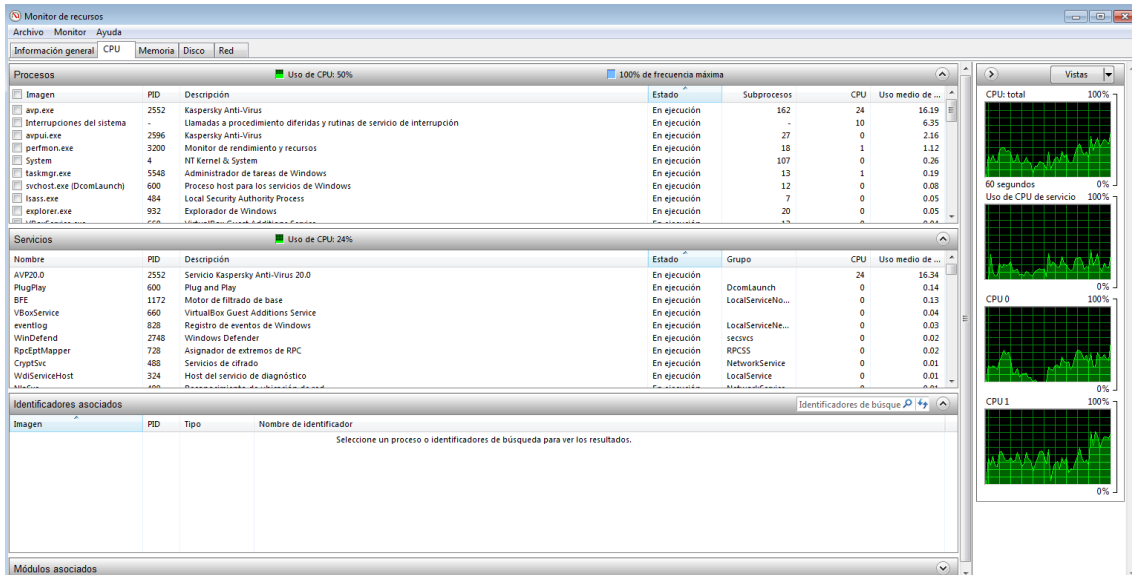 Monitor de recursos
Archivo Monitor Ayuda
Información general CPU Memoria Disco Red
Procesos Uso de CPU: 50% 100% de frecuencia máxima
Imagen PID Descripción Estado Subprocesos CPU Uso medio de ...
avp.exe 2552 Kaspersky Anti-Virus En ejecución 162 24 16.19
Interrupciones del sistema - Llamadas a procedimiento diferidas y rutinas de servicio de interrupción En ejecución - 10 6.35
avpui.exe 2596 Kaspersky Anti-Virus En ejecución 27 0 2.16
perfmon.exe 3200 Monitor de rendimiento y recursos En ejecución 18 1 1.12
System 4 NT Kernel & System En ejecución 107 0 0.26
taskmgr.exe 5548 Administrador de tareas de Windows En ejecución 13 1 0.19
svchost.exe (DcomLaunch) 600 Proceso host para los servicios de Windows En ejecución 12 0 0.08
lsass.exe 484 Local Security Authority Process En ejecución 7 0 0.05
explorer.exe 932 Explorador de Windows En ejecución 20 0 0.05
Servicios Uso de CPU: 24%
Nombre PID Descripción Estado Grupo CPU Uso medio de ...
AVP20.0 2552 Servicio Kaspersky Anti-Virus 20.0 En ejecución 24 16.34
PlugPlay 600 Plug and Play En ejecución DcomLaunch 0 0.14
BFE 1172 Motor de filtrado de base En ejecución LocalServiceNo... 0 0.13
VBoxService 660 VirtualBox Guest Additions Service En ejecución 0 0.04
eventlog 828 Registro de eventos de Windows En ejecución LocalServiceNe... 0 0.03
WinDefend 2748 Windows Defender En ejecución secsvcs 0 0.02
RpcEptMapper 728 Asignador de extremos de RPC En ejecución RPCSS 0 0.02
CryptSvc 488 Servicios de cifrado En ejecución NetworkService 0 0.01
WdiServiceHost 324 Host del servicio de diagnóstico En ejecución LocalService 0 0.01
Identificadores asociados Identificadores de búsque
Imagen PID Tipo Nombre de identificador
Seleccione un proceso o identificadores de búsqueda para ver los resultados.
Módulos asociados
Vistas
CPU: total 100%
60 segundos 0%
Uso de CPU de servicio 100%
0%
CPU 0 100%
0%
CPU 1 100%
0%